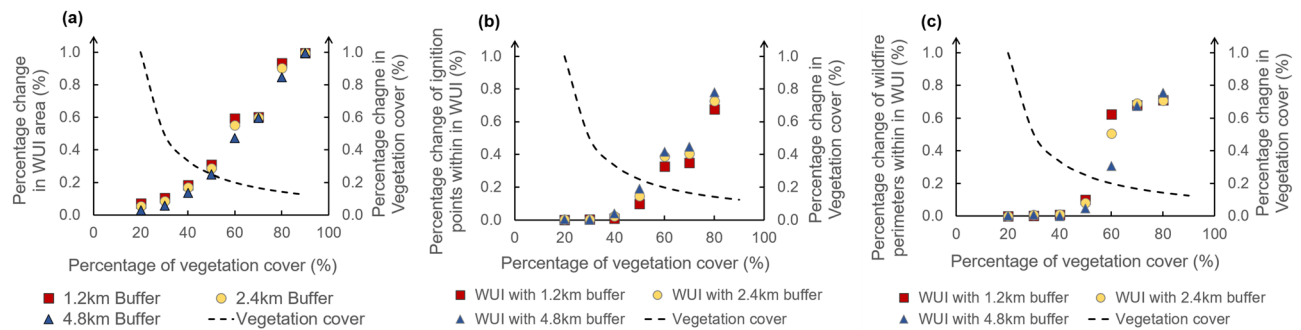 (a)
Percentage change
in WUI area (%)
1.0
0.8
0.6
0.4
0.2
0.0
1.0
0.8
0.6
0.4
0.2
0.0
Percentage chagne in
Vegetation cover (%)
0 20 40 60 80 100
Percentage of vegetation cover (%)
1.2km Buffer
2.4km Buffer
4.8km Buffer
Vegetation cover
(b)
Percentage change of ignition
points within in WUI (%)
1.0
0.8
0.6
0.4
0.2
0.0
1.0
0.8
0.6
0.4
0.2
0.0
Percentage chagne in
Vegetation cover (%)
0 20 40 60 80 100
Percentage of vegetation cover (%)
WUI with 1.2km buffer
WUI with 2.4km buffer
WUI with 4.8km buffer
Vegetation cover
(c)
Percentage change of wildfire
perimeters within in WUI (%)
1.0
0.8
0.6
0.4
0.2
0.0
1.0
0.8
0.6
0.4
0.2
0.0
Percentage chagne in
Vegetation cover (%)
0 20 40 60 80 100
Percentage of vegetation cover (%)
WUI with 1.2km buffer
WUI with 2.4km buffer
WUI with 4.8km buffer
Vegetation cover